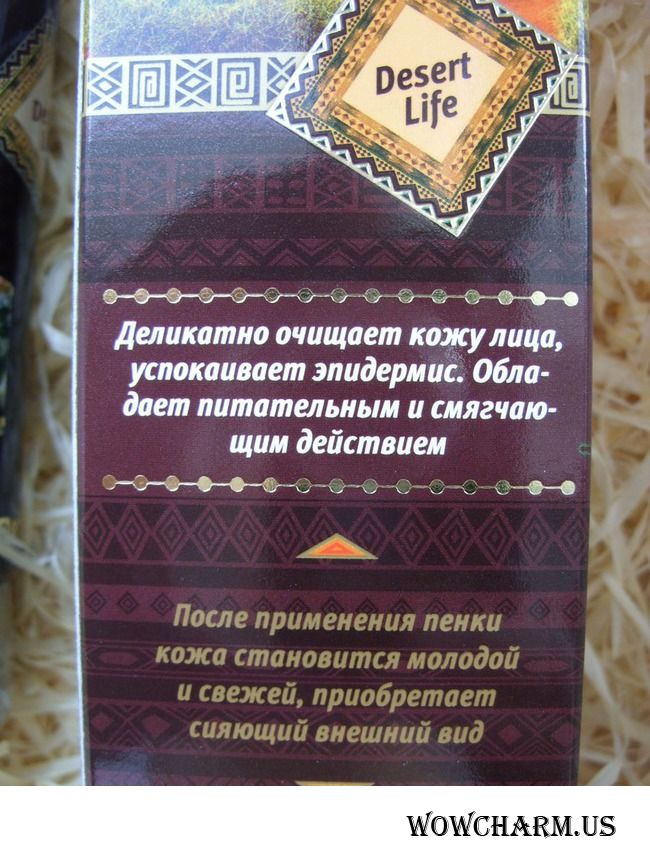 Desert
Life
Деликатно очищает кожу лица,
успокаивает эпидермис. Обла-
дает питательным и смягчаю-
щим действием
После применения пенки
кожа становится молодой
и свежей, приобретает
сияющий внешний вид
WOWCHARM.US